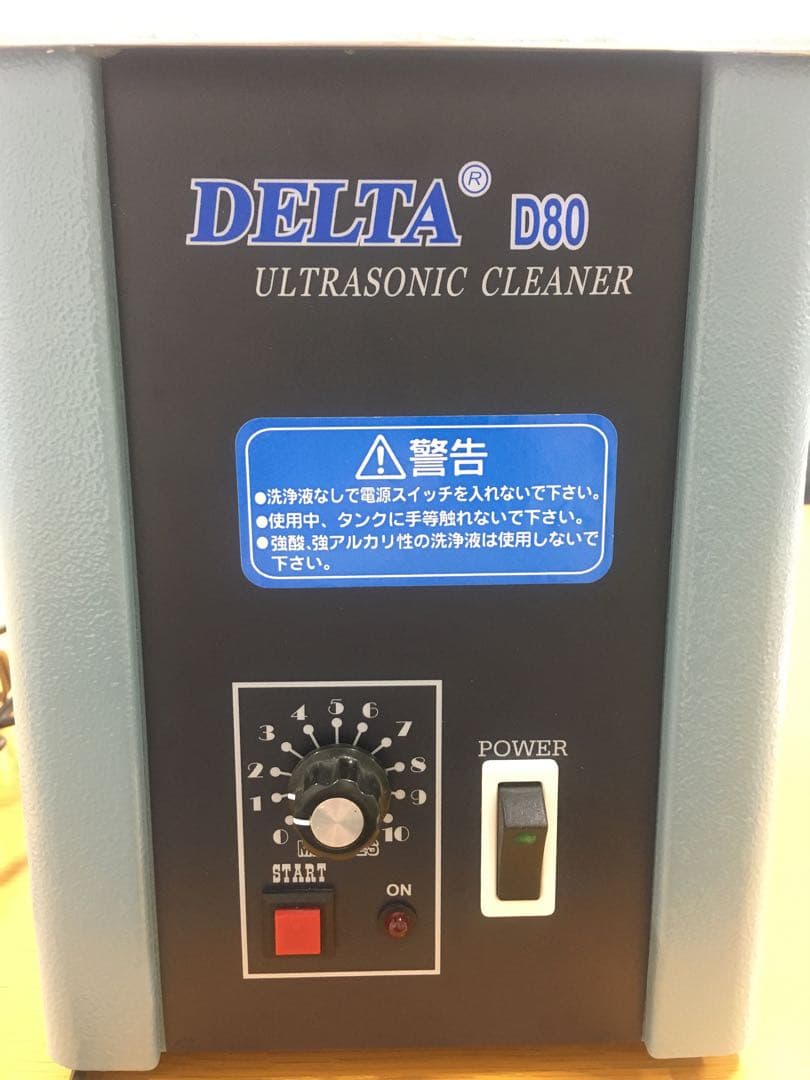 DELTA® D80
ULTRASONIC CLEANER
⚠警告
●洗浄液なしで電源スイッチを入れないで下さい。
●使用中、タンクに手等触れないで下さい。
●強酸、強アルカリ性の洗浄液は使用しないで
下さい。
0 1 2 3 4 5 6 7 8 9 10
START
ON
POWER